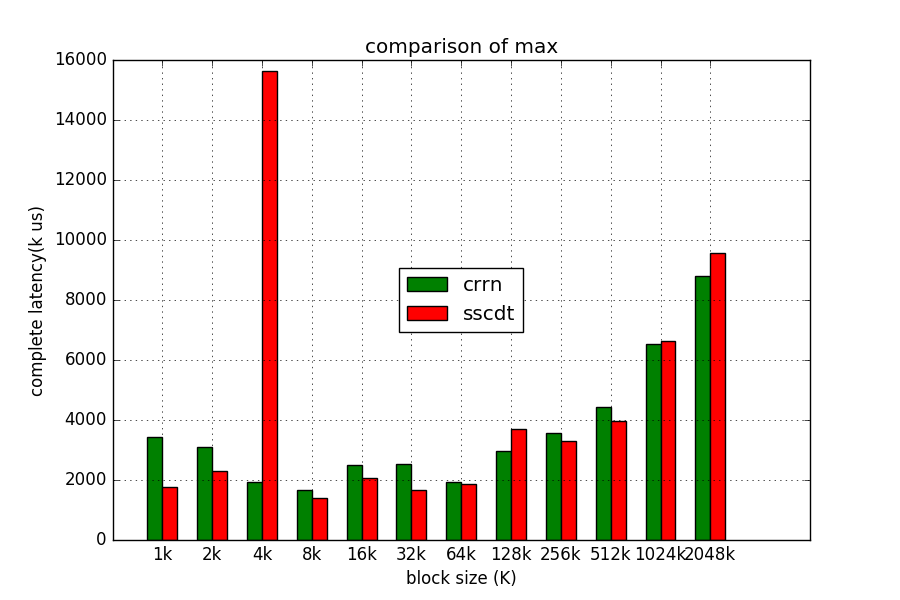 comparison of max
16000
14000
12000
10000
8000
6000
4000
2000
0
complete latency(k us)
crrn
sscdt
1k 2k 4k 8k 16k 32k 64k 128k 256k 512k 1024k 2048k
block size (K)